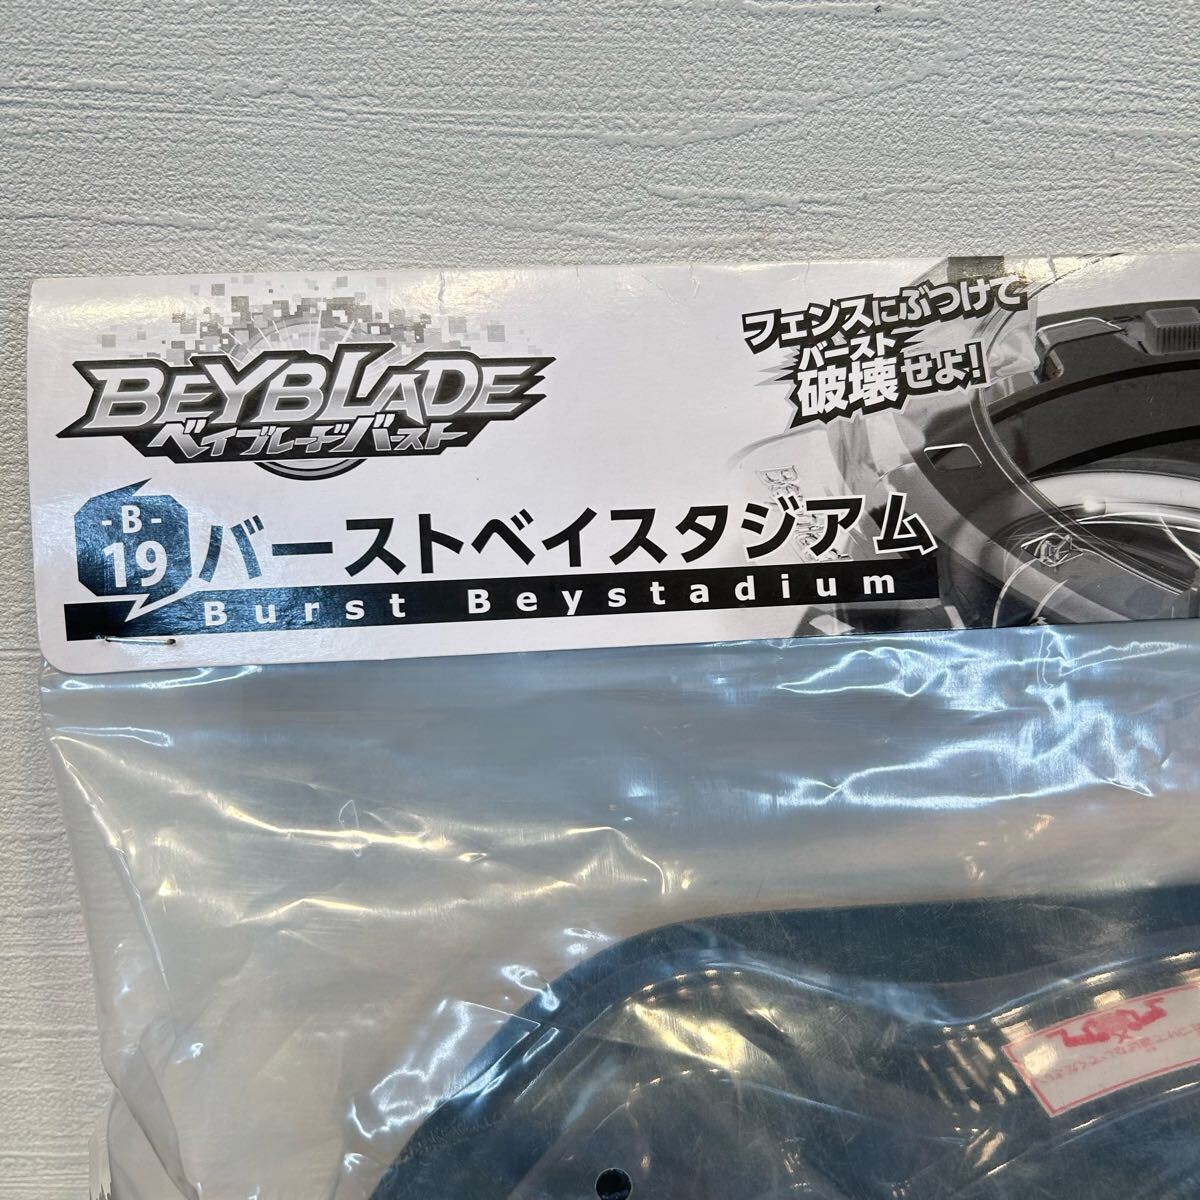 BEYBLADE
ベイブレードバースト
フェンスにぶつけて
バースト
破壊せよ!
-B-
19
バーストベイスタジアム
Burst Beystadium